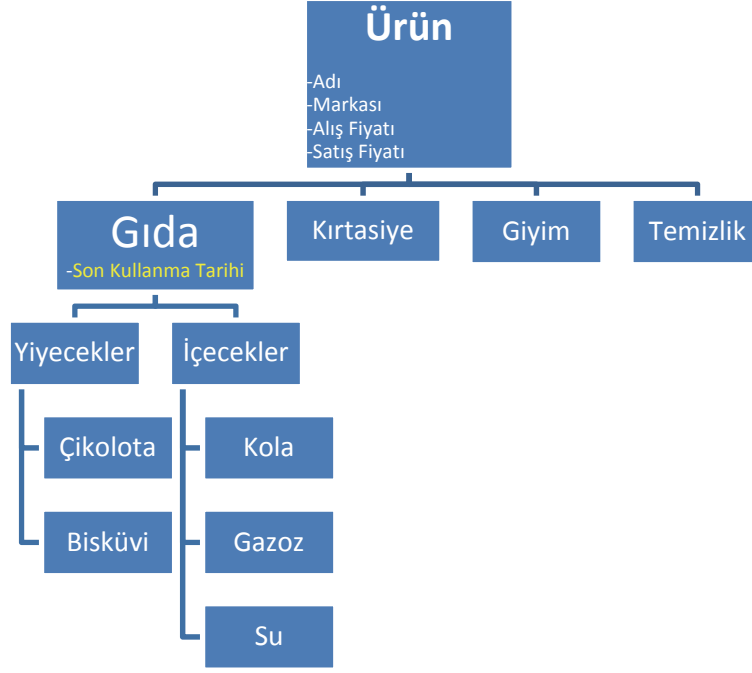 Ürün
-Adı
-Markası
-Alış Fiyatı
-Satış Fiyatı
Gıda
-Son Kullanma Tarihi
Kırtasiye
Giyim
Temizlik
Yiyecekler
İçecekler
Çikolota
Kola
Bisküvi
Gazoz
Su